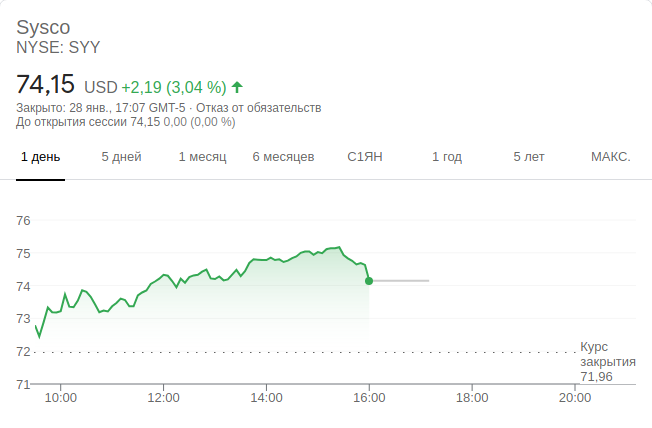 Sysco
NYSE: SYY
74,15 USD +2,19 (3,04 %)
Закрыто: 28 янв., 17:07 GMT-5 · Отказ от обязательств
До открытия сессии 74,15 0,00 (0,00 %)
1 день 5 дней 1 месяц 6 месяцев С1ЯН 1 год 5 лет МАКС.
76
75
74
73
72
Курс
закрытия
71,96
71
10:00 12:00 14:00 16:00 18:00 20:00